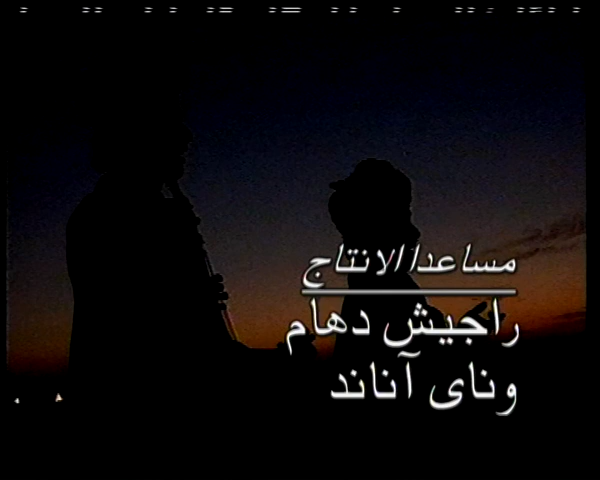 مساعدا الانتاج
راجيش دهام
وناى آناند